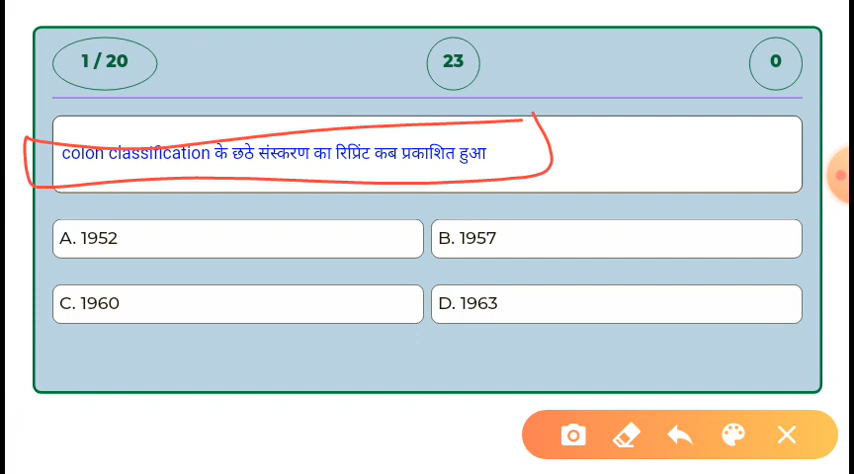 1 / 20
23
0
colon classification के छठे संस्करण का रिप्रिंट कब प्रकाशित हुआ
A. 1952
B. 1957
C. 1960
D. 1963